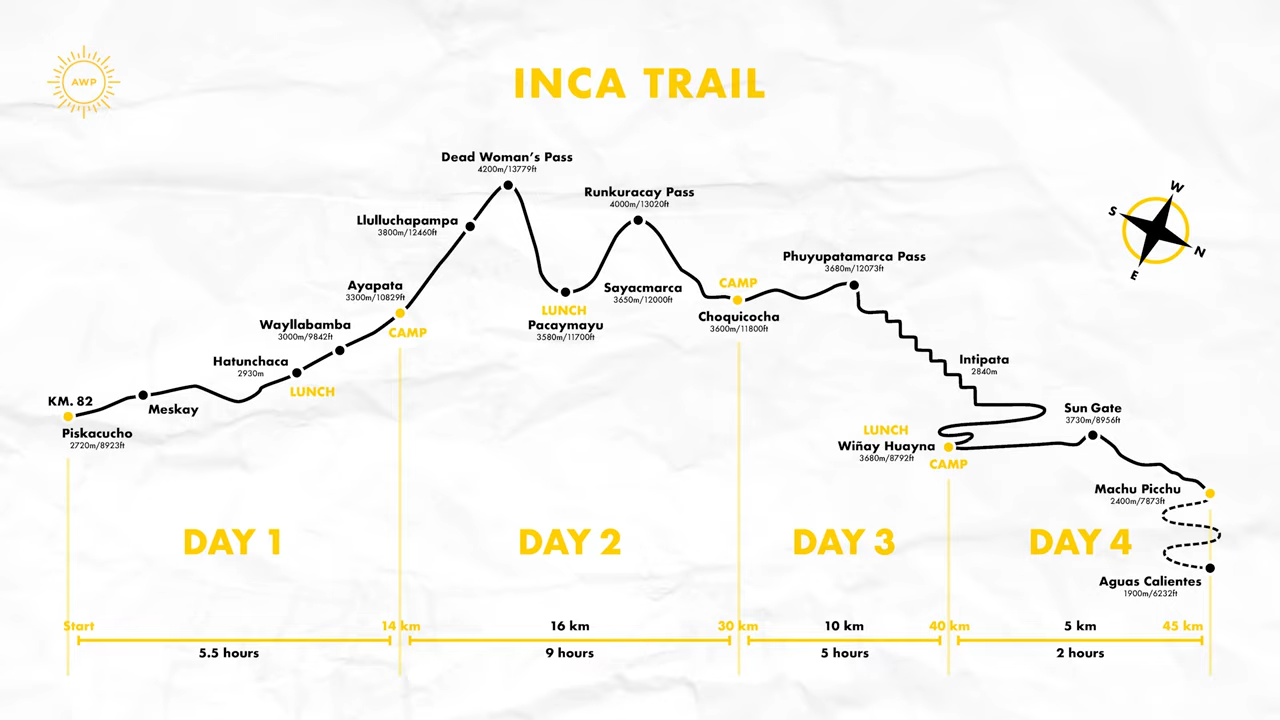 AWP
INCA TRAIL
Dead Woman's Pass
4200m/13779ft
Runkuracay Pass
4000m/13020ft
W
S
N
E
Llulluchapampa
3800m/12460ft
Phuyupatamarca Pass
3680m/12073ft
Ayapata
3300m/10829ft
CAMP
Sayacmarca
3650m/12000ft
CAMP
Choquicocha
3600m/11800ft
LUNCH
Pacaymayu
3580m/11700ft
Wayllabamba
3000m/9842ft
Hatunchaca
2930m
LUNCH
Intipata
2840m
KM. 82
Meskay
Piskacucho
2720m/8923ft
Sun Gate
3730m/8956ft
LUNCH
Wiñay Huayna
3680m/8792ft
CAMP
Machu Picchu
2400m/7873ft
Aguas Calientes
1900m/6232ft
DAY 1
DAY 2
DAY 3
DAY 4
Start
14 km
16 km
30 km
10 km
40 km
5 km
45 km
5.5 hours
9 hours
5 hours
2 hours